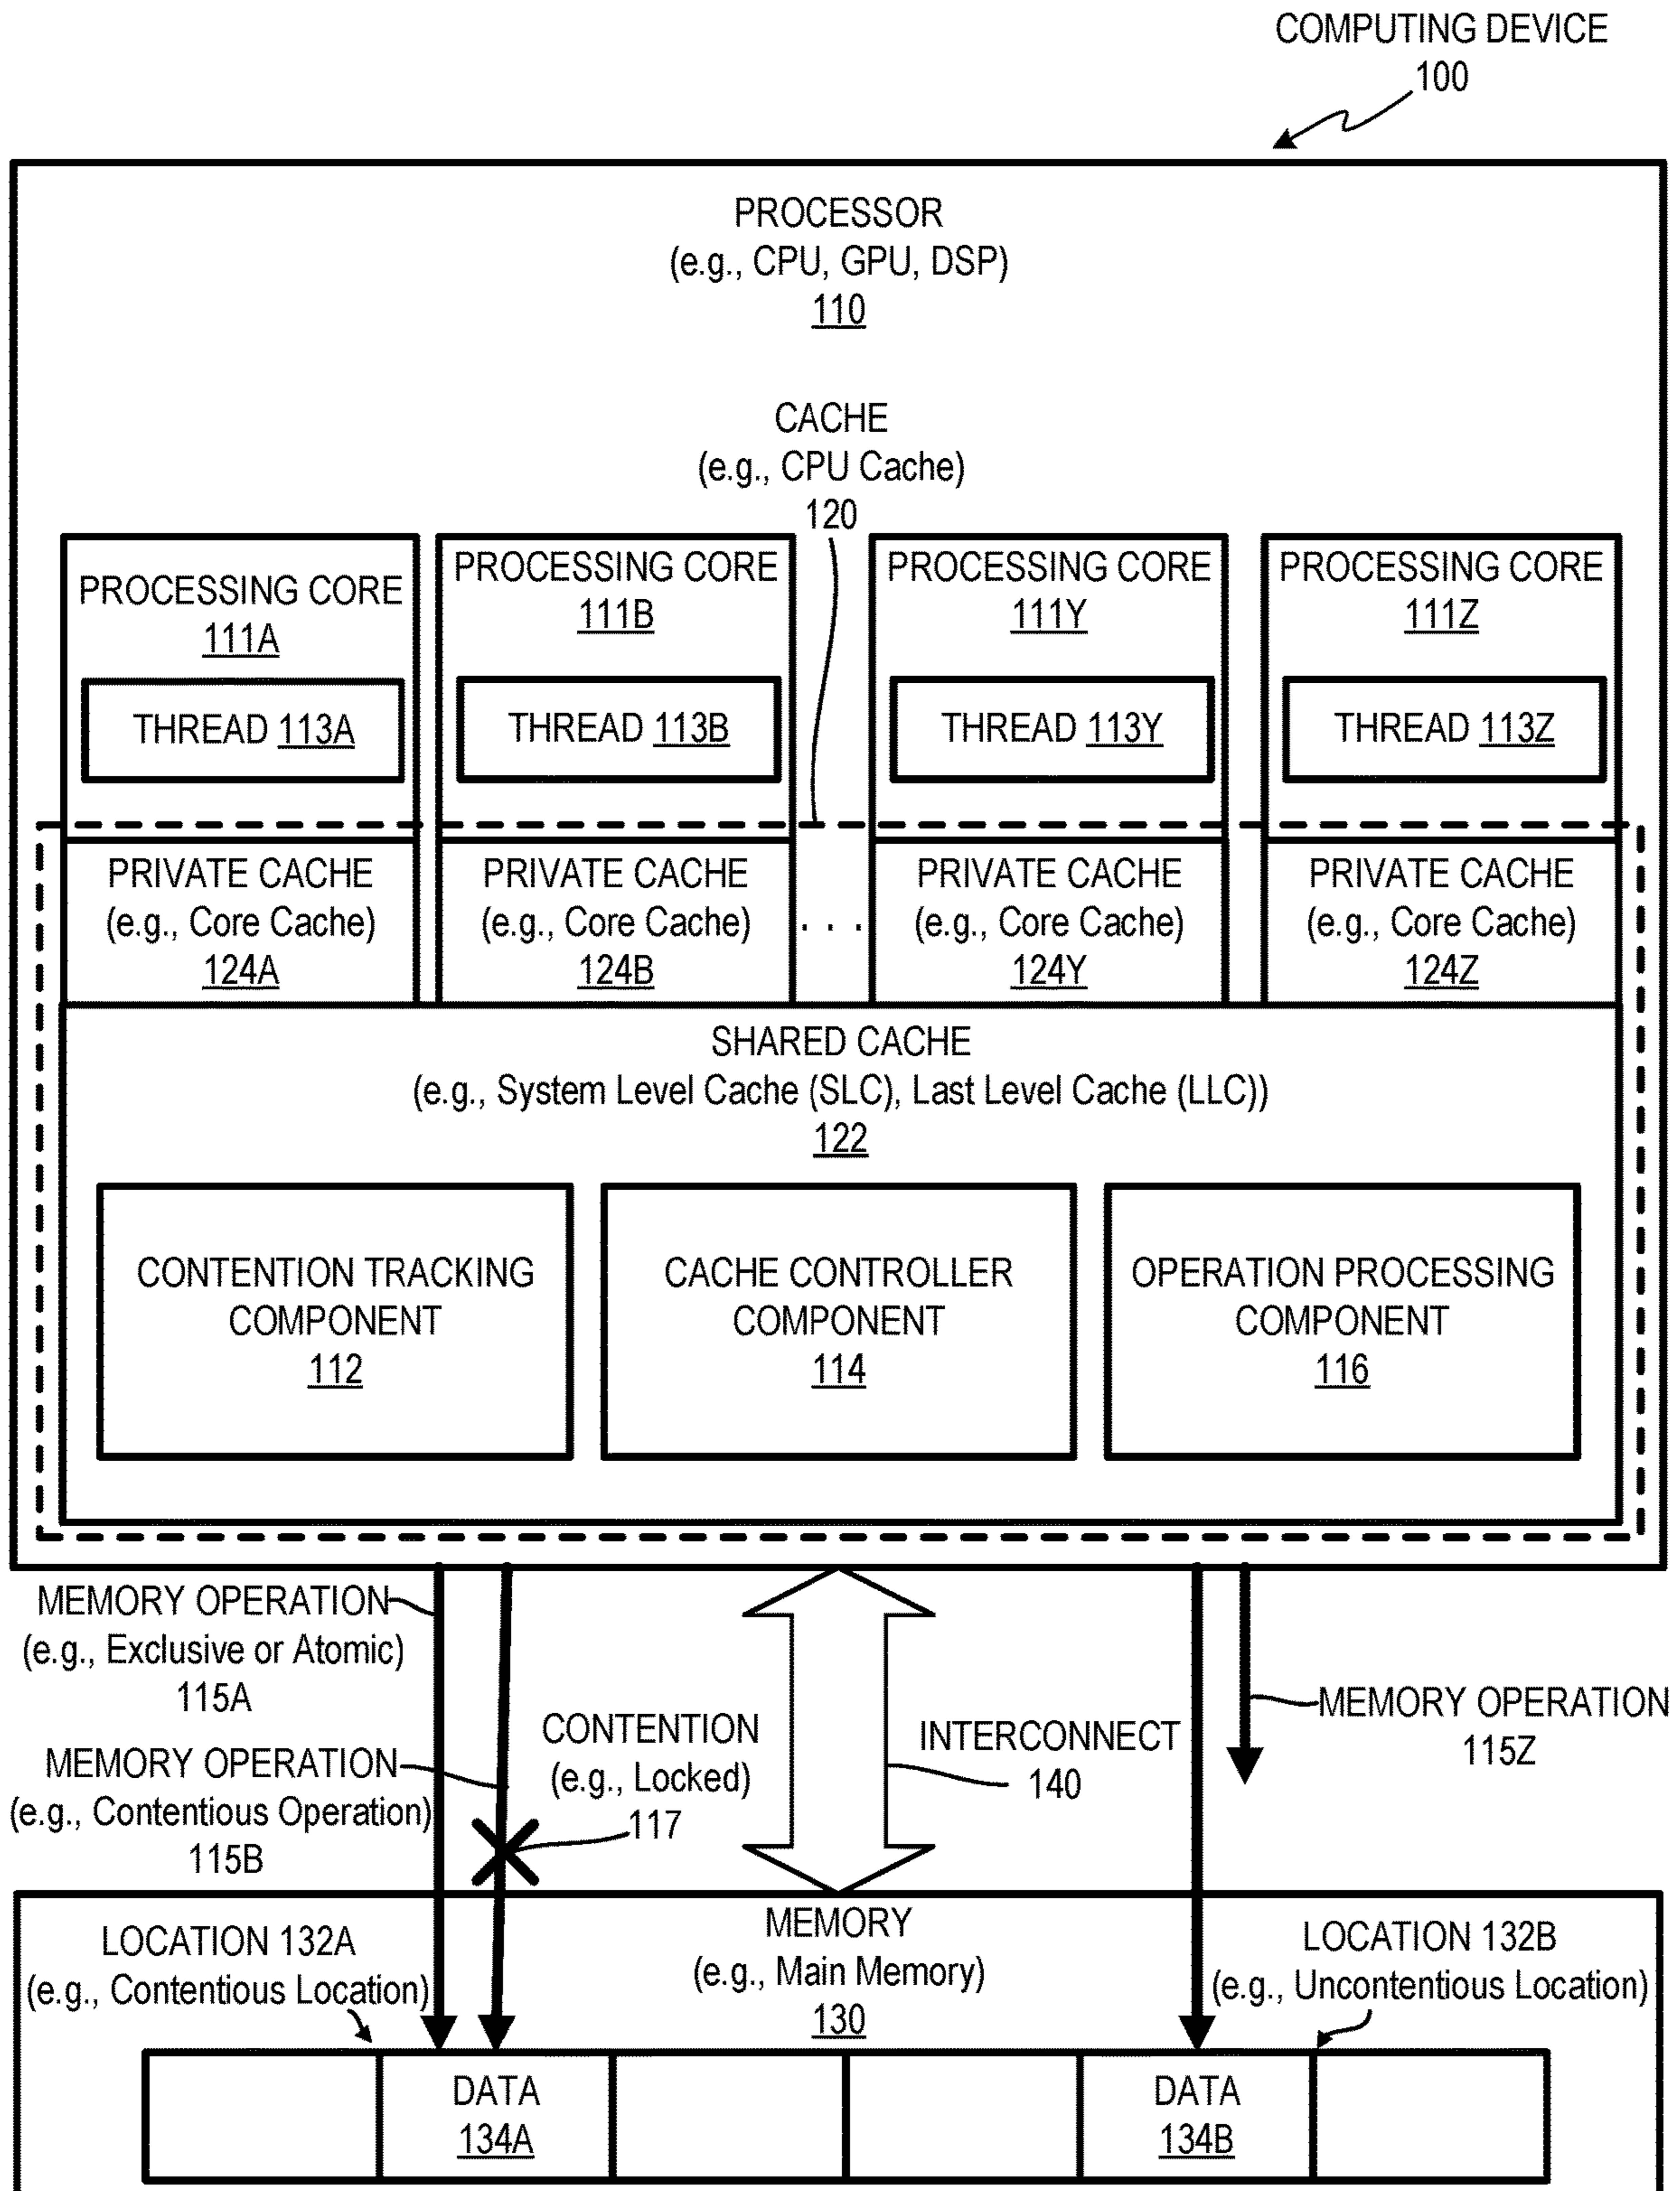 COMPUTING DEVICE
100
PROCESSOR
(e.g., CPU, GPU, DSP)
110
CACHE
(e.g., CPU Cache)
120
PROCESSING CORE
111A
THREAD 113A
PROCESSING CORE
111B
THREAD 113B
PROCESSING CORE
111Y
THREAD 113Y
PROCESSING CORE
111Z
THREAD 113Z
PRIVATE CACHE
(e.g., Core Cache)
124A
PRIVATE CACHE
(e.g., Core Cache)
124B
. . .
PRIVATE CACHE
(e.g., Core Cache)
124Y
PRIVATE CACHE
(e.g., Core Cache)
124Z
SHARED CACHE
(e.g., System Level Cache (SLC), Last Level Cache (LLC))
122
CONTENTION TRACKING
COMPONENT
112
CACHE CONTROLLER
COMPONENT
114
OPERATION PROCESSING
COMPONENT
116
MEMORY OPERATION
(e.g., Exclusive or Atomic)
115A
MEMORY OPERATION
(e.g., Contentious Operation)
115B
CONTENTION
(e.g., Locked)
117
INTERCONNECT
140
MEMORY OPERATION
115Z
LOCATION 132A
(e.g., Contentious Location)
MEMORY
(e.g., Main Memory)
130
LOCATION 132B
(e.g., Uncontentious Location)
DATA
134A
DATA
134B